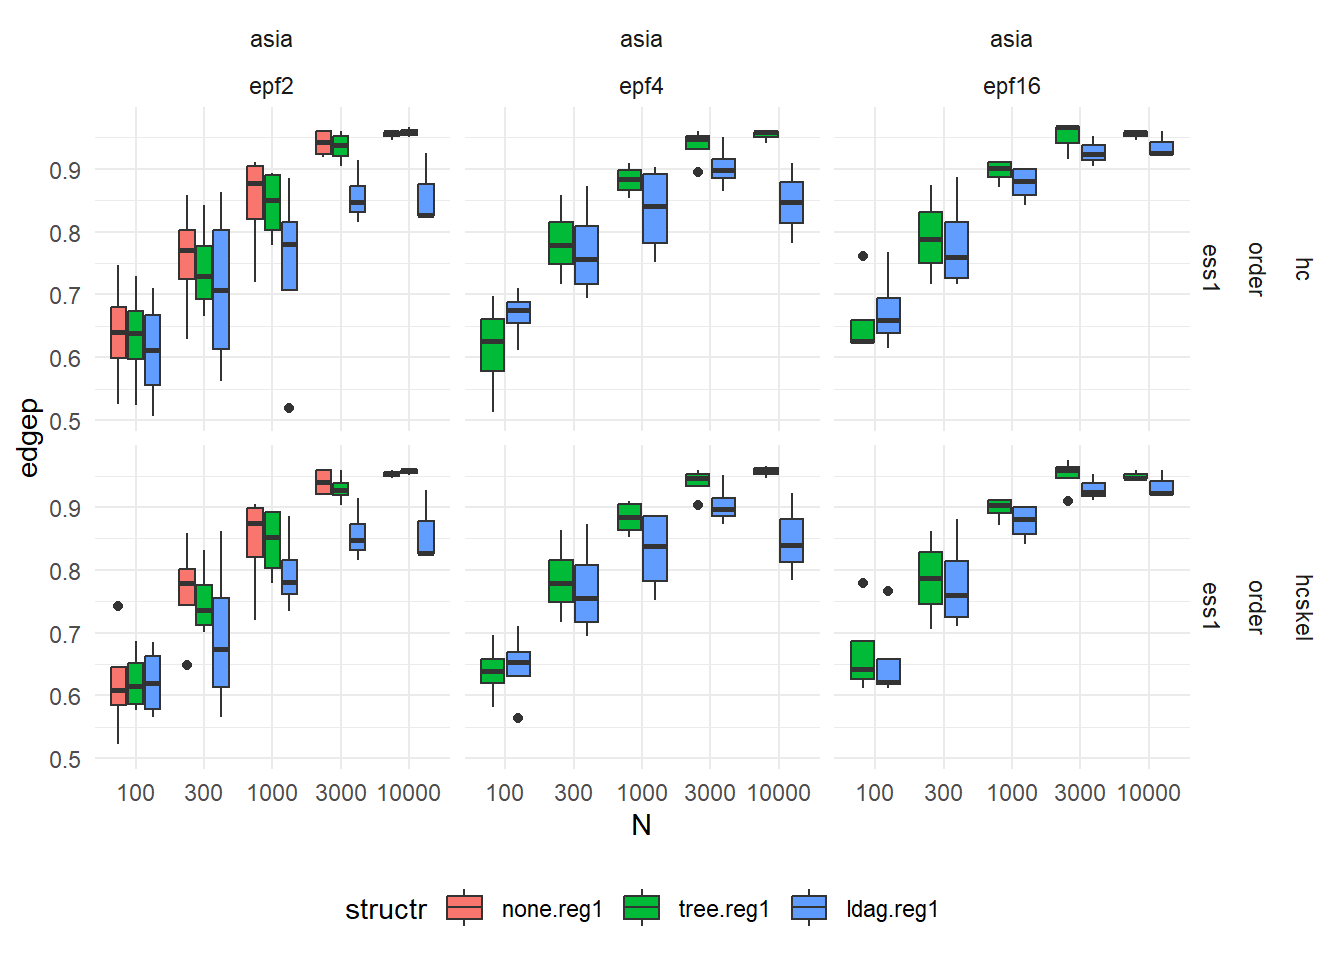 asia asia asia
epf2 epf4 epf16
0.9
0.8
0.7
0.6
0.5
ess1
order
hc
edgep
0.9
0.8
0.7
0.6
0.5
ess1
order
hcskel
100 300 1000 3000 10000 100 300 1000 3000 10000 100 300 1000 3000 10000
N
structr none.reg1 tree.reg1 ldag.reg1